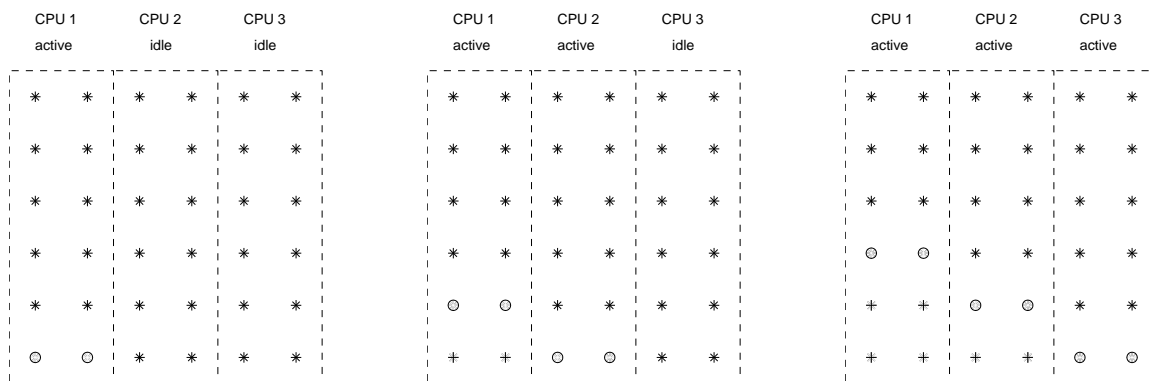 CPU 1 CPU 2 CPU 3 CPU 1 CPU 2 CPU 3 CPU 1 CPU 2 CPU 3
active idle idle active active idle active active active